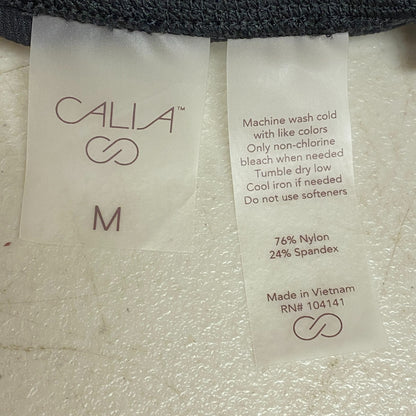 CALIA™
M
Machine wash cold
with like colors
Only non-chlorine
bleach when needed
Tumble dry low
Cool iron if needed
Do not use softeners
76% Nylon
24% Spandex
Made in Vietnam
RN# 104141